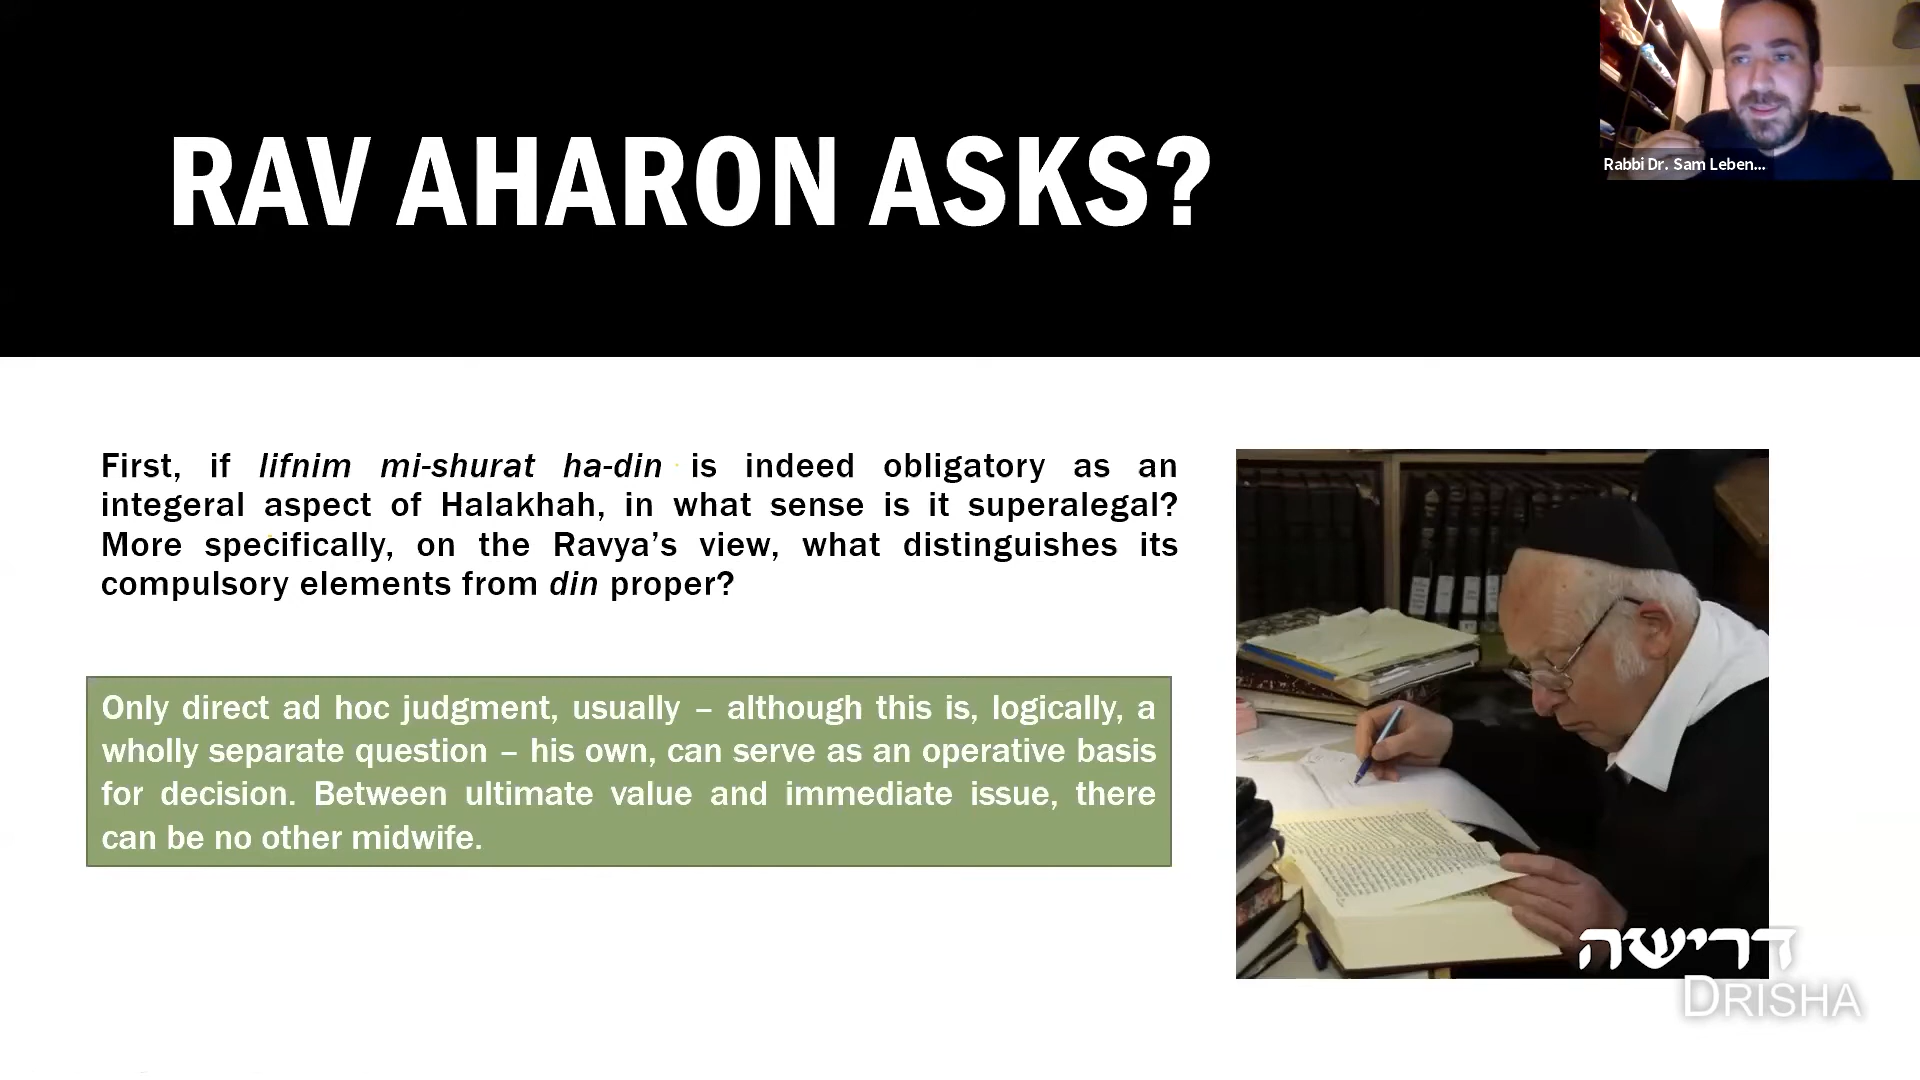 RAV AHARON ASKS?
Rabbi Dr. Sam Leben...
First, if lifnim mi-shurat ha-din is indeed obligatory as an
integeral aspect of Halakhah, in what sense is it superalegal?
More specifically, on the Ravya's view, what distinguishes its
compulsory elements from din proper?
Only direct ad hoc judgment, usually – although this is, logically, a
wholly separate question – his own, can serve as an operative basis
for decision. Between ultimate value and immediate issue, there
can be no other midwife.
דרישה
DRISHA